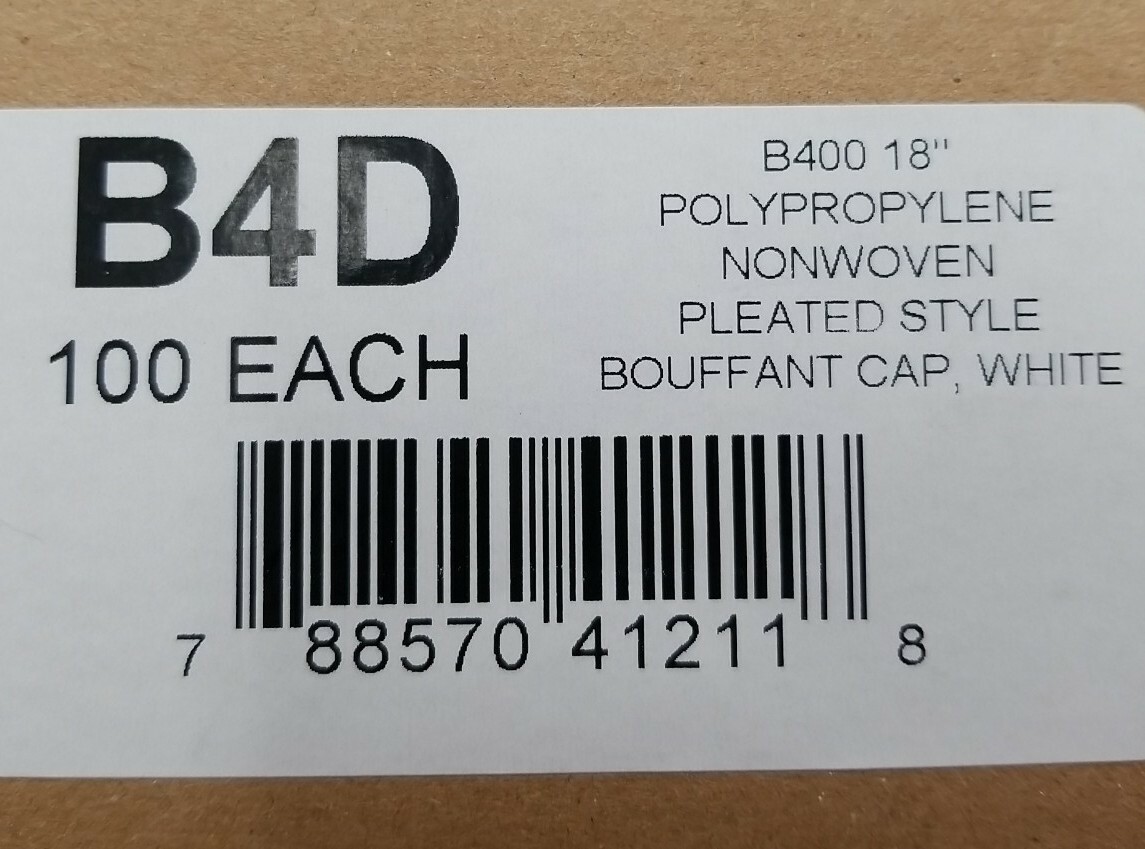 B4D
100 EACH
B400 18"
POLYPROPYLENE
NONWOVEN
PLEATED STYLE
BOUFFANT CAP, WHITE
7 88570 41211 8